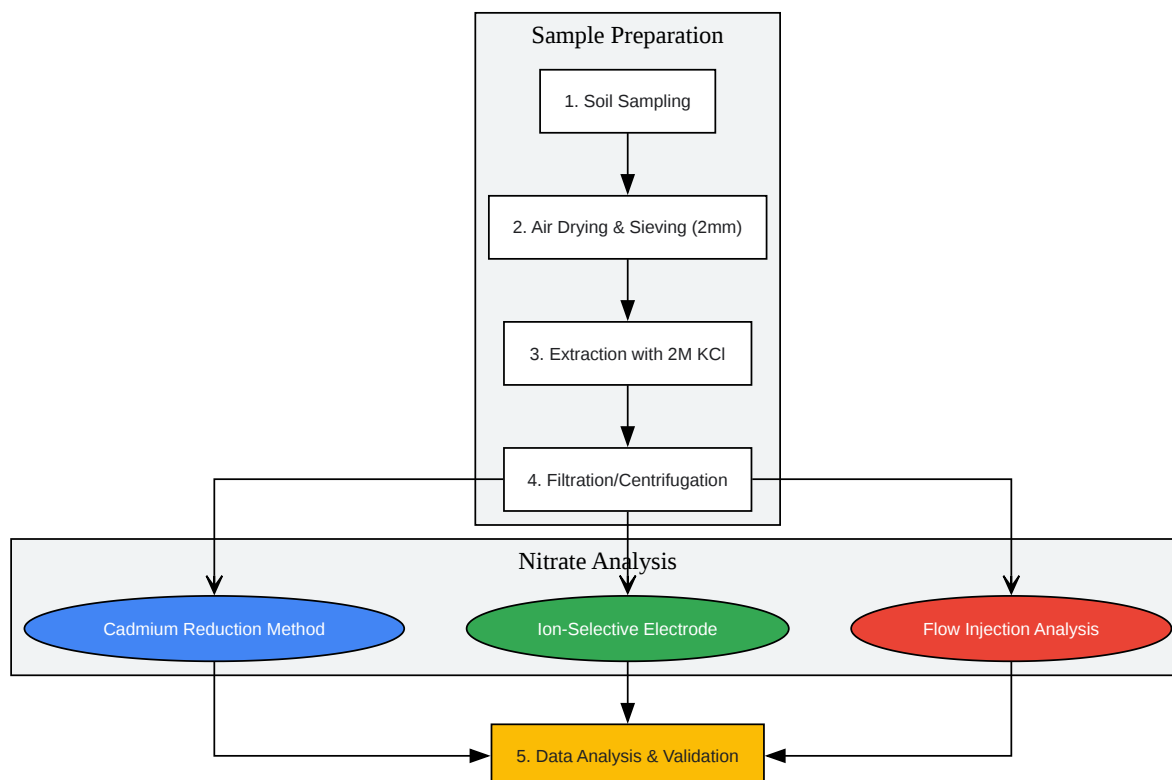 Sample Preparation
1. Soil Sampling
2. Air Drying & Sieving (2mm)
3. Extraction with 2M KCl
4. Filtration/Centrifugation
Nitrate Analysis
Cadmium Reduction Method
Ion-Selective Electrode
Flow Injection Analysis
5. Data Analysis & Validation